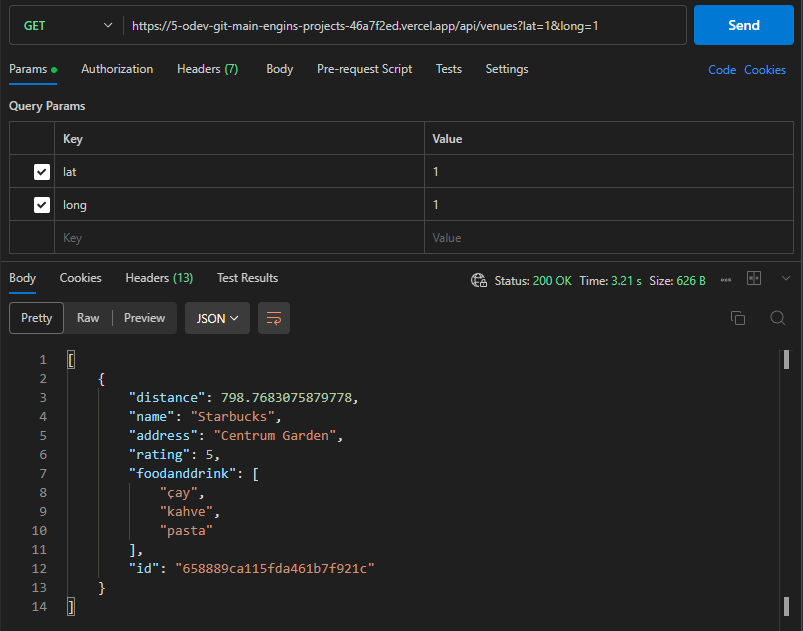 GET https://5-odev-git-main-engins-projects-46a7f2ed.vercel.app/api/venues?lat=1&long=1 Send
Params Authorization Headers (7) Body Pre-request Script Tests Settings Code Cookies
Query Params
Key Value
lat 1
long 1
Key Value
Body Cookies Headers (13) Test Results Status: 200 OK Time: 3.21 s Size: 626 B
Pretty Raw Preview JSON
1 [
2 {
3 "distance": 798.7683075879778,
4 "name": "Starbucks",
5 "address": "Centrum Garden",
6 "rating": 5,
7 "foodanddrink": [
8 "çay",
9 "kahve",
10 "pasta"
11 ],
12 "id": "658889ca115fda461b7f921c"
13 }
14 ]